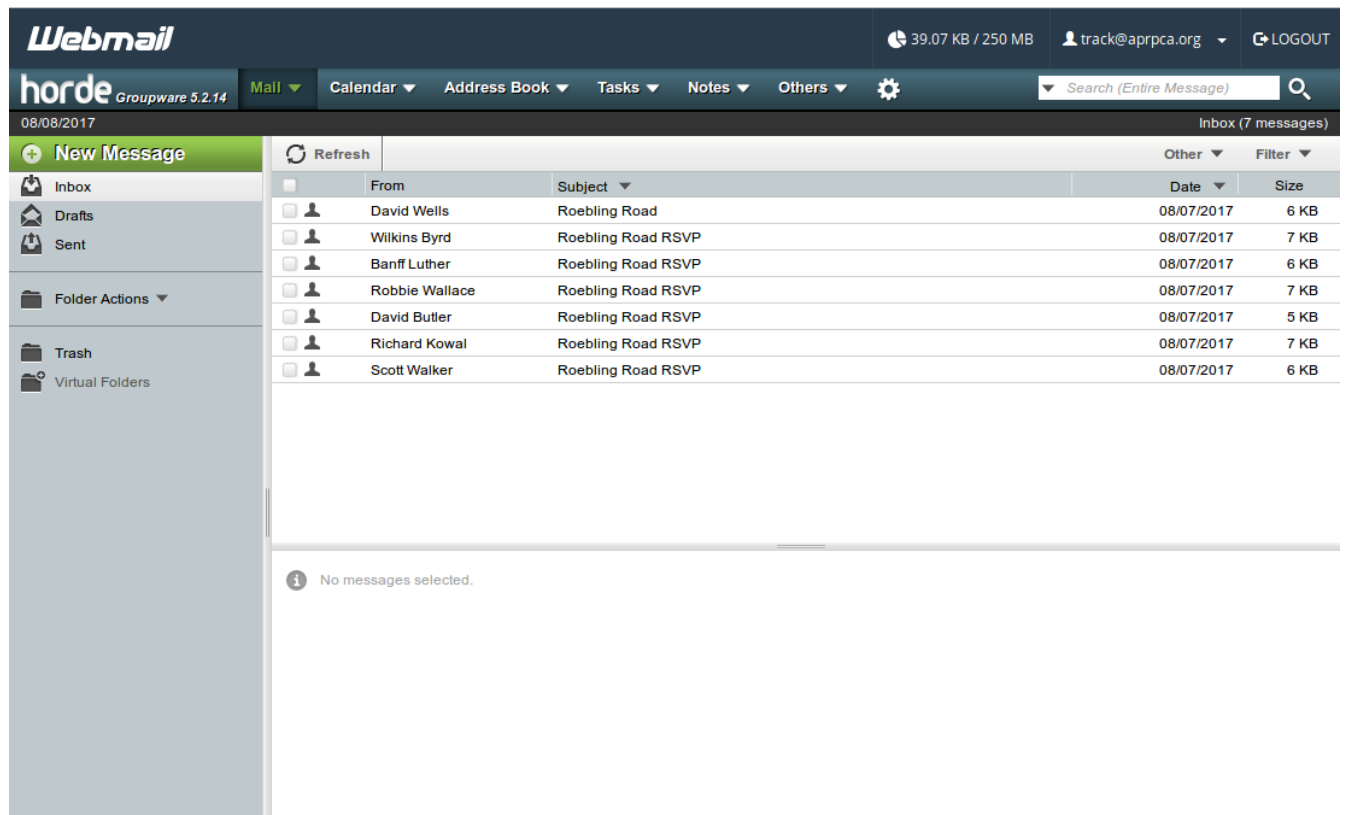 Webmail 39.07 KB / 250 MB track@aprpca.org LOGOUT
horde Groupware 5.2.14 Mail Calendar Address Book Tasks Notes Others Search (Entire Message)
08/08/2017 Inbox (7 messages)
New Message Refresh Other Filter
Inbox From Subject Date Size
Drafts David Wells Roebling Road 08/07/2017 6 KB
Sent Wilkins Byrd Roebling Road RSVP 08/07/2017 7 KB
Banff Luther Roebling Road RSVP 08/07/2017 6 KB
Folder Actions Robbie Wallace Roebling Road RSVP 08/07/2017 7 KB
David Butler Roebling Road RSVP 08/07/2017 5 KB
Trash Richard Kowal Roebling Road RSVP 08/07/2017 7 KB
Virtual Folders Scott Walker Roebling Road RSVP 08/07/2017 6 KB
No messages selected.